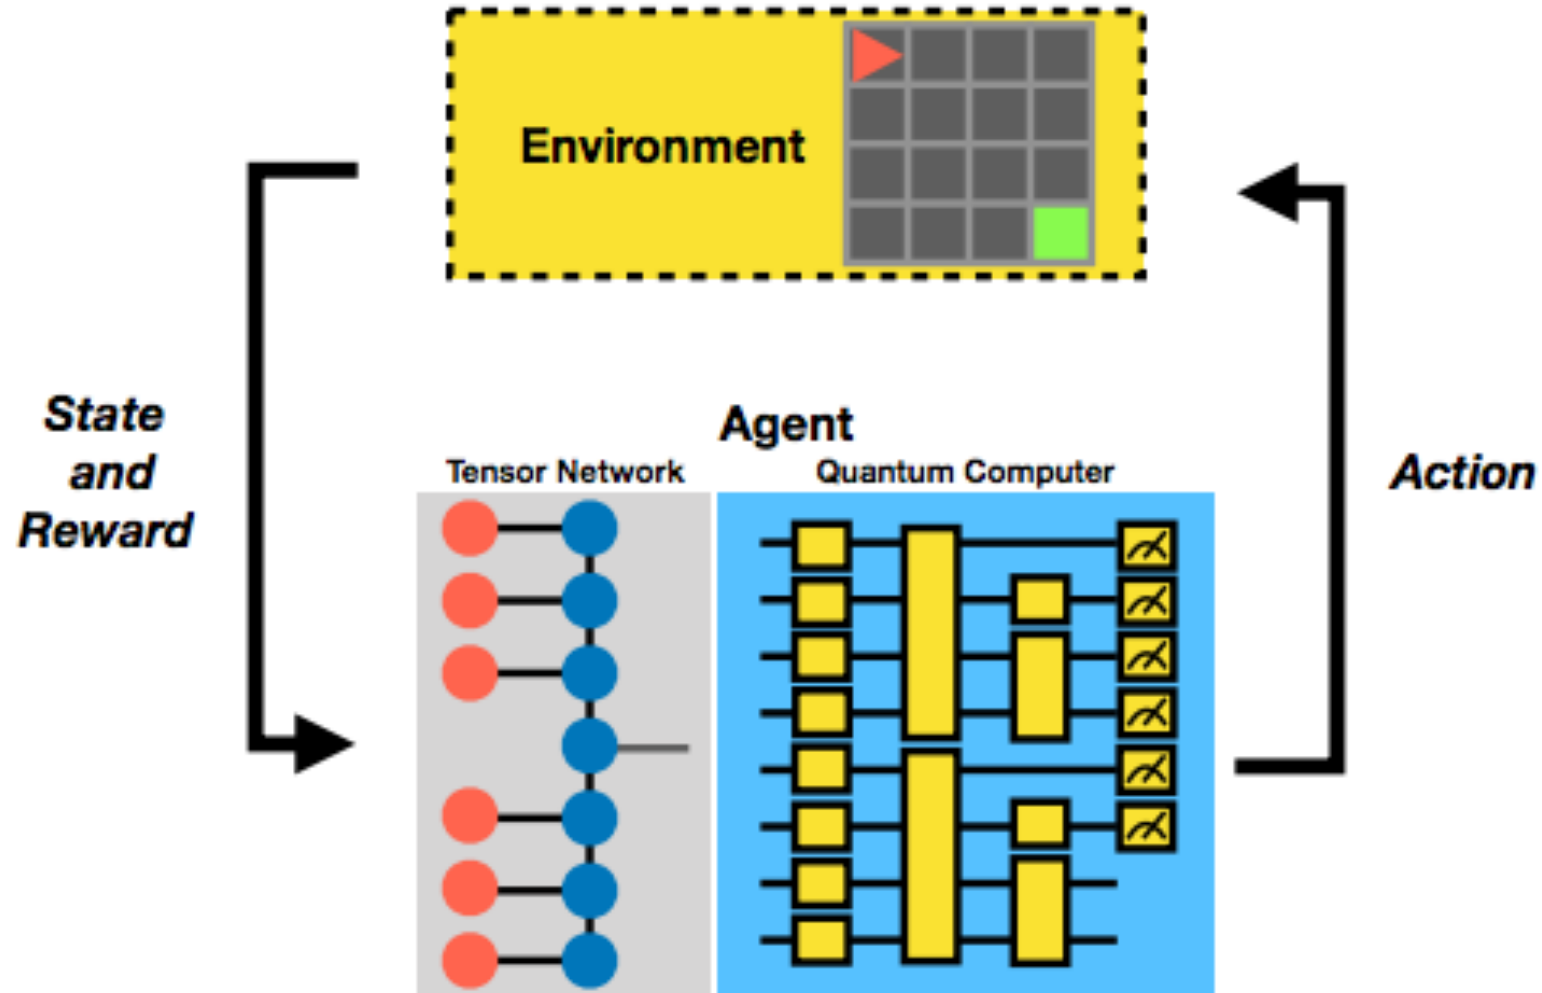 Environment
State
and
Reward
Agent
Tensor Network
Quantum Computer
Action